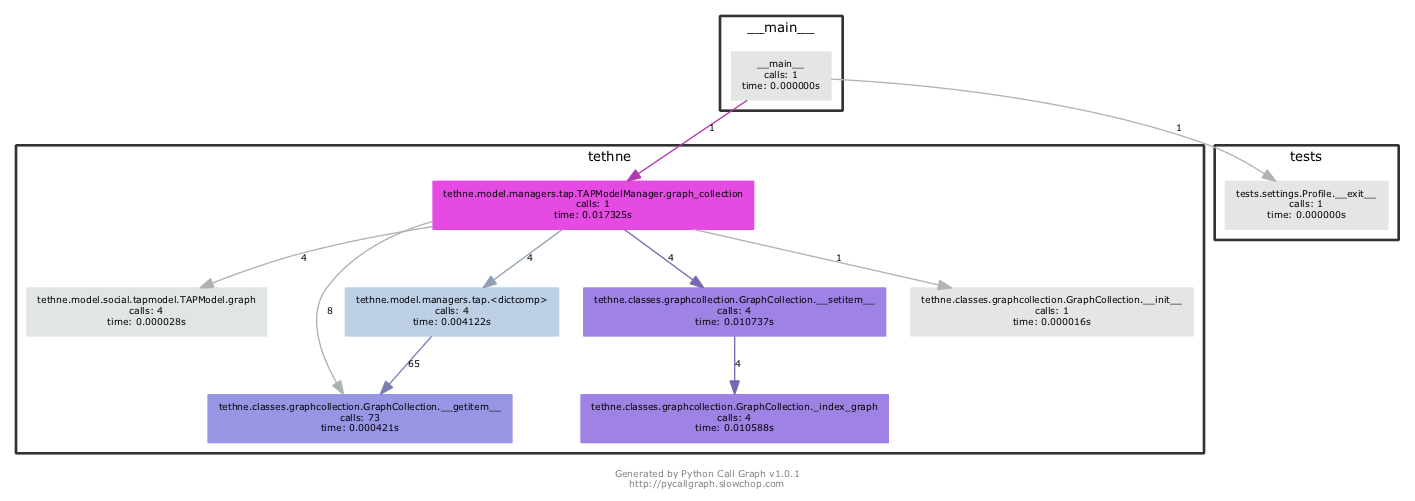 __main__
__main__
calls: 1
time: 0.000000s
1
1
tethne
tests
tethne.model.managers.tap.TAPModelManager.graph_collection
calls: 1
time: 0.017325s
tests.settings.Profile.__exit__
calls: 1
time: 0.000000s
4
8
4
4
1
tethne.model.social.tapmodel.TAPModel.graph
calls: 4
time: 0.000028s
tethne.model.managers.tap.<dictcomp>
calls: 4
time: 0.004122s
tethne.classes.graphcollection.GraphCollection.__setitem__
calls: 4
time: 0.010737s
tethne.classes.graphcollection.GraphCollection.__init__
calls: 1
time: 0.000016s
65
4
tethne.classes.graphcollection.GraphCollection.__getitem__
calls: 73
time: 0.000421s
tethne.classes.graphcollection.GraphCollection._index_graph
calls: 4
time: 0.010588s
Generated by Python Call Graph v1.0.1
http://pycallgraph.slowchop.com